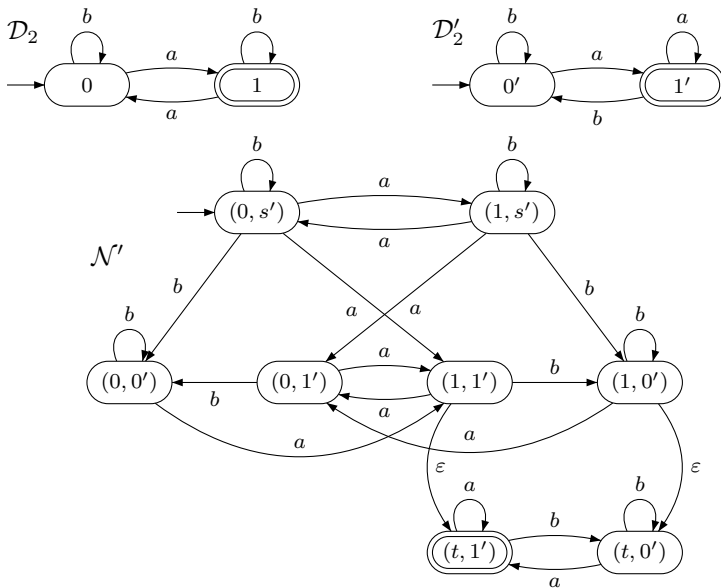 b b b a
D₂ a D′₂ a
0 1 0′ 1′
a b
b b
a
(0, s′) (1, s′)
a
N′
b a a b
b b
a
(0, 0′) (0, 1′) (1, 1′) (1, 0′)
b a b
a a
ε a b ε
b
(t, 1′) (t, 0′)
a